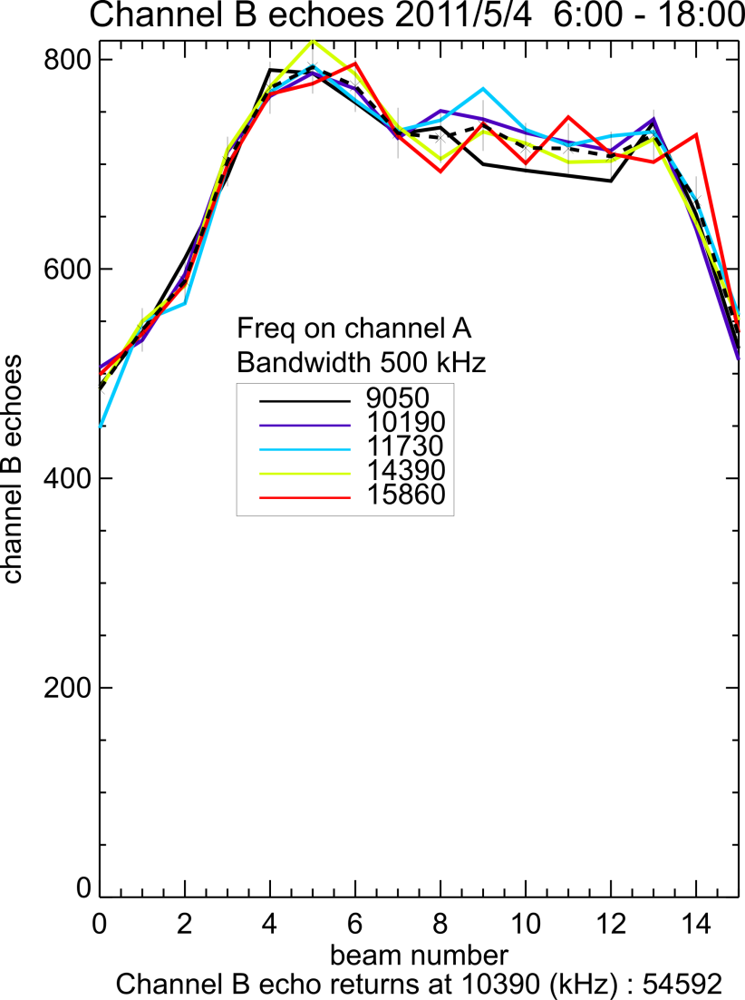 Channel B echoes 2011/5/4 6:00 - 18:00
800
600
400
200
0
channel B echoes
Freq on channel A
Bandwidth 500 kHz
9050
10190
11730
14390
15860
0 2 4 6 8 10 12 14
beam number
Channel B echo returns at 10390 (kHz) : 54592